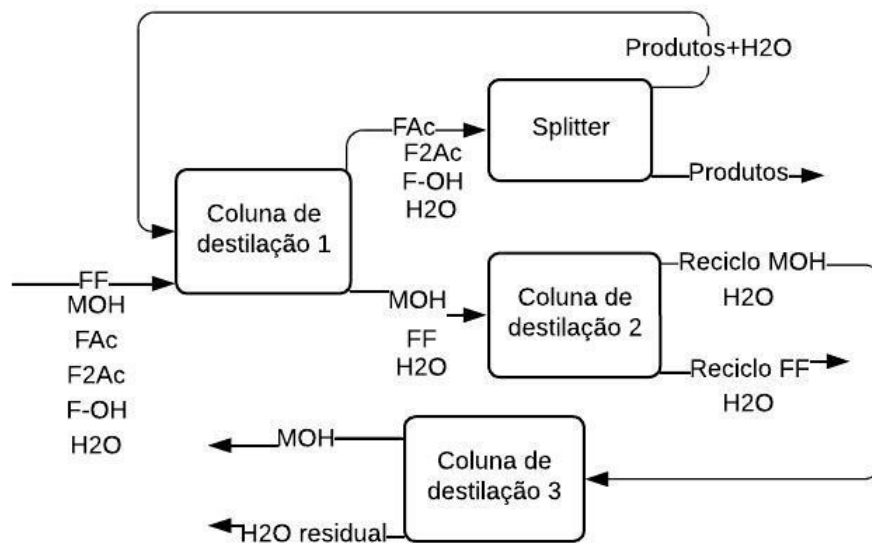 Produtos+H2O
FAc
F2Ac
F-OH
H2O
Splitter
Produtos
Coluna de
destilação 1
FF
MOH
FAc
F2Ac
F-OH
H2O
MOH
FF
H2O
Coluna de
destilação 2
Reciclo MOH
H2O
Reciclo FF
H2O
MOH
H2O residual
Coluna de
destilação 3